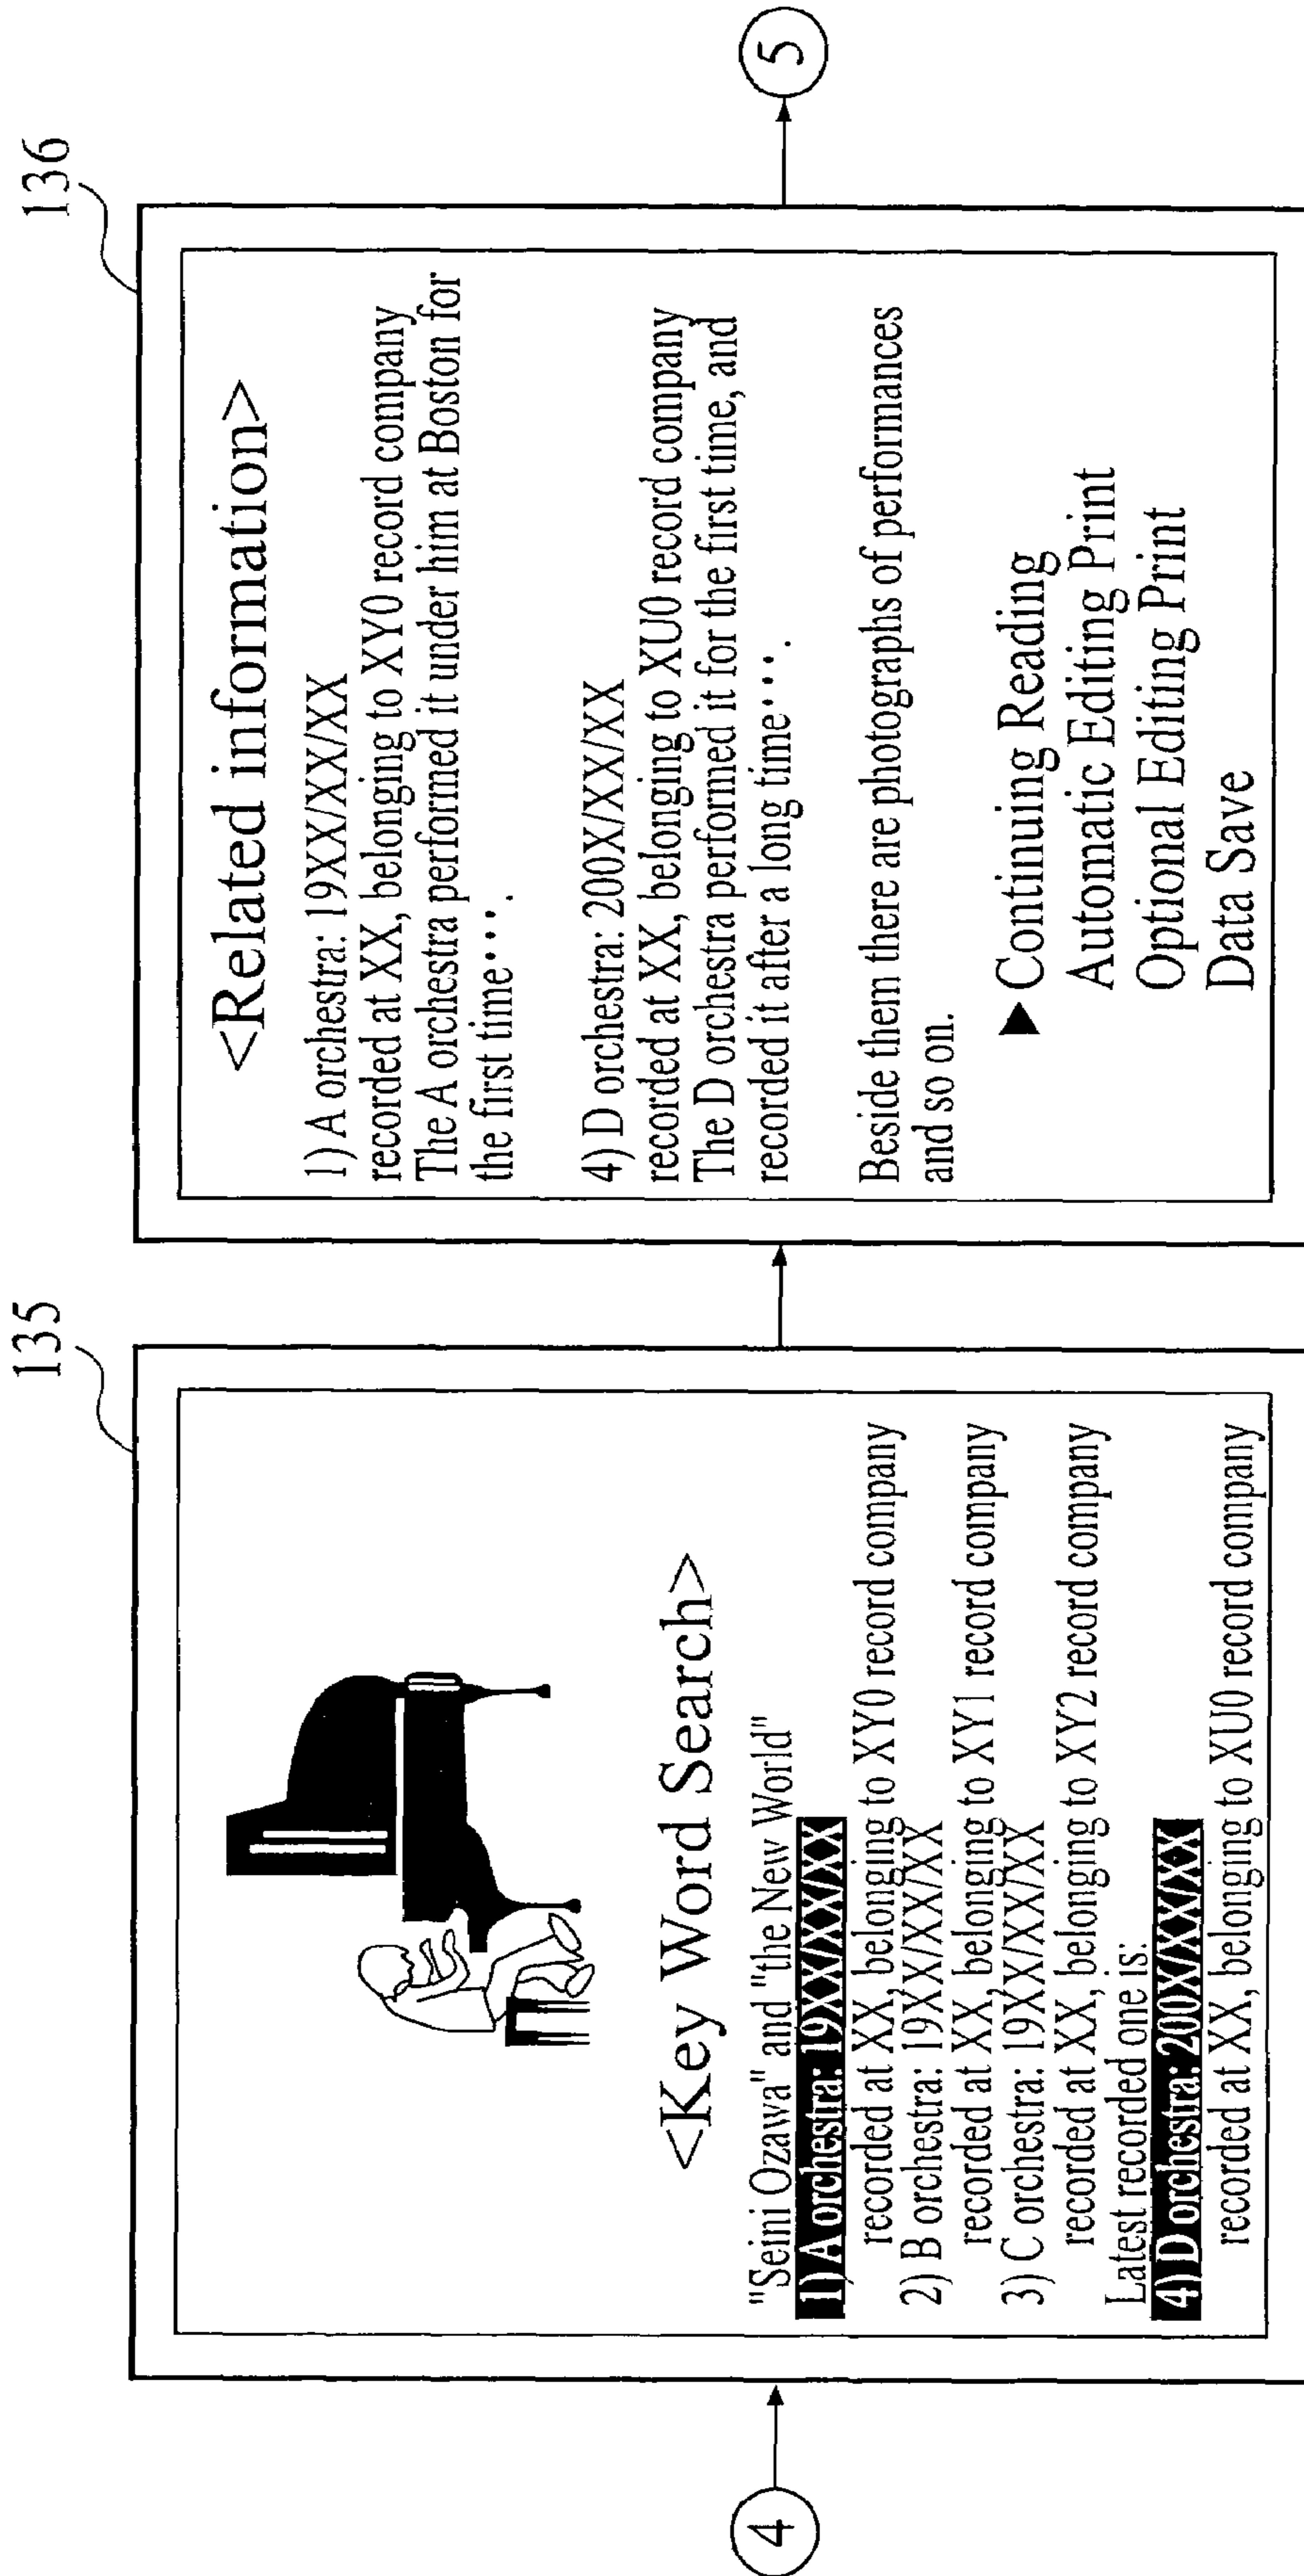 4
135
<Key Word Search>
"Seini Ozawa" and "the New World"
1) A orchestra: 19XX/XX/XX
recorded at XX, belonging to XY0 record company
2) B orchestra: 19XX/XX/XX
recorded at XX, belonging to XY1 record company
3) C orchestra: 19XX/XX/XX
recorded at XX, belonging to XY2 record company
Latest recorded one is:
4) D orchestra: 200X/XX/XX
recorded at XX, belonging to XU0 record company
136
<Related information>
1) A orchestra: 19XX/XX/XX
recorded at XX, belonging to XY0 record company
The A orchestra performed it under him at Boston for
the first time····.
4) D orchestra: 200X/XX/XX
recorded at XX, belonging to XU0 record company
The D orchestra performed it for the first time, and
recorded it after a long time····.
Beside them there are photographs of performances
and so on.
▶ Continuing Reading
Automatic Editing Print
Optional Editing Print
Data Save
5